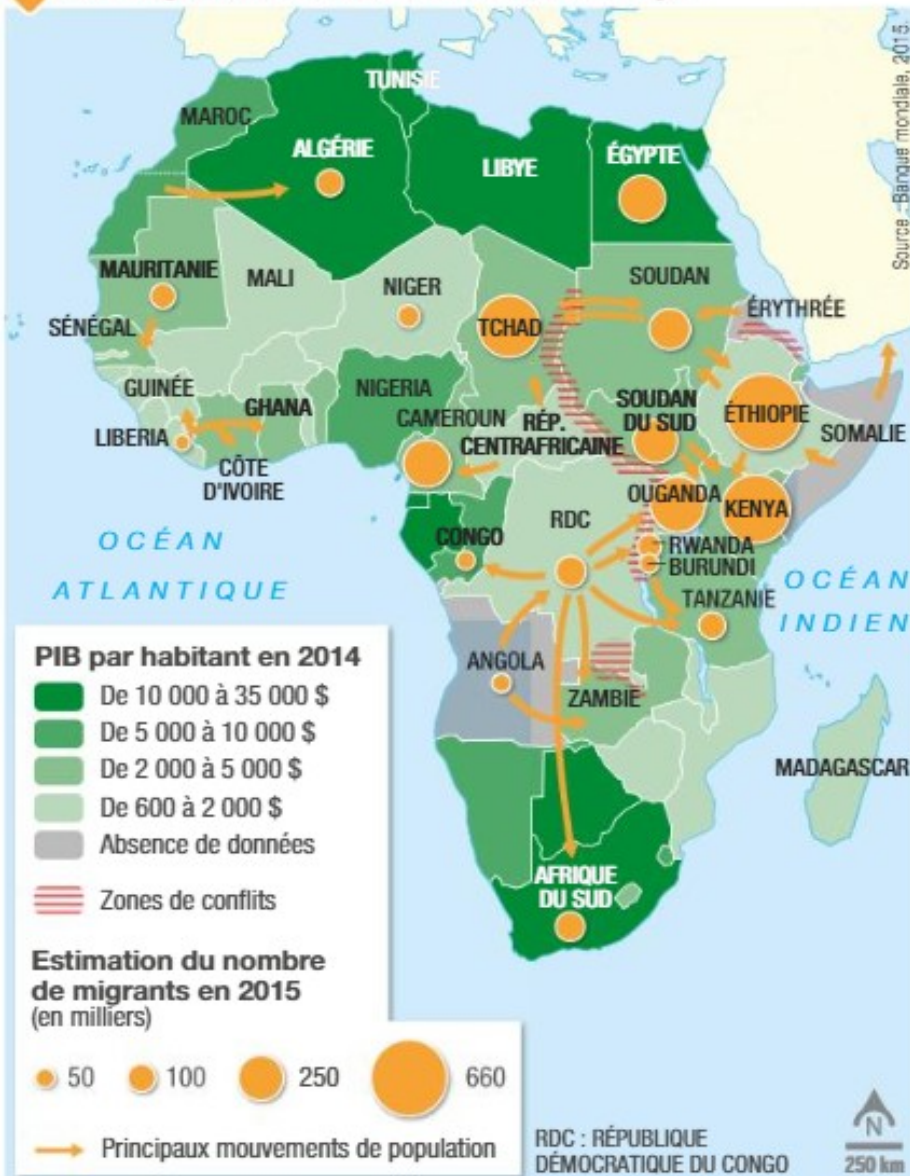 Source : Banque mondiale, 2015.
TUNISIE
MAROC
ALGÉRIE
LIBYE
ÉGYPTE
MAURITANIE
MALI
NIGER
TCHAD
SOUDAN
ÉRYTHRÉE
SÉNÉGAL
GUINÉE
GHANA
NIGERIA
CAMEROUN
RÉP.
CENTRAFRICAINE
SOUDAN
DU SUD
ÉTHIOPIE
SOMALIE
LIBERIA
CÔTE
D'IVOIRE
OUGANDA
KENYA
RDC
CONGO
RWANDA
BURUNDI
TANZANIE
OCÉAN
ATLANTIQUE
OCÉAN
INDIEN
ANGOLA
ZAMBIE
MADAGASCAR
AFRIQUE
DU SUD
PIB par habitant en 2014
De 10 000 à 35 000 $
De 5 000 à 10 000 $
De 2 000 à 5 000 $
De 600 à 2 000 $
Absence de données
Zones de conflits
Estimation du nombre
de migrants en 2015
(en milliers)
50 100 250 660
Principaux mouvements de population
RDC : RÉPUBLIQUE
DÉMOCRATIQUE DU CONGO
N
250 km